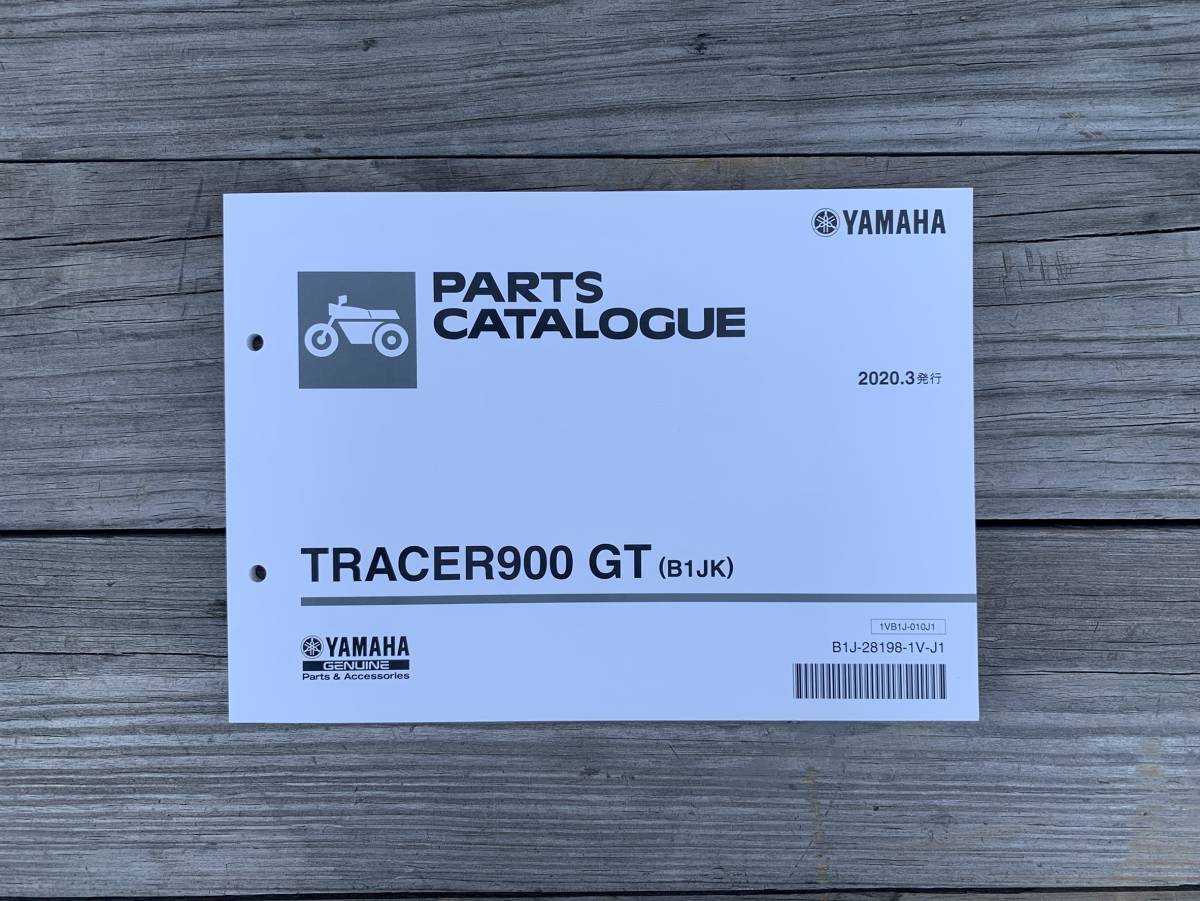 YAMAHA
PARTS
CATALOGUE
2020.3発行
TRACER900 GT (B1JK)
1VB1J-010J1
B1J-28198-1V-J1
YAMAHA
GENUINE
Parts & Accessories